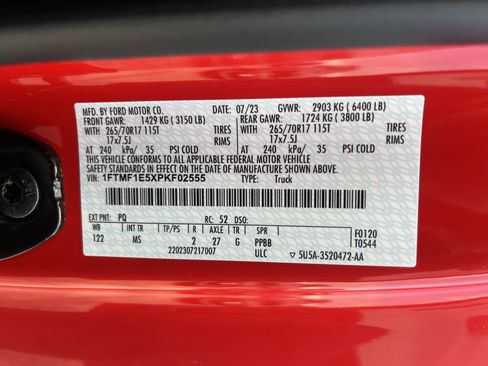 MFD. BY FORD MOTOR CO. DATE: 07/23 GVWR: 2903 KG ( 6400 LB)
FRONT GAWR: 1429 KG ( 3150 LB) REAR GAWR: 1724 KG ( 3800 LB)
WITH 265/70R17 115T TIRES WITH 265/70R17 115T TIRES
17x7.5J RIMS 17x7.5J RIMS
AT 240 kPa/ 35 PSI COLD AT 240 kPa/ 35 PSI COLD
THIS VEHICLE CONFORMS TO ALL APPLICABLE FEDERAL MOTOR VEHICLE
SAFETY STANDARDS IN EFFECT ON THE DATE OF MANUFACTURE SHOWN ABOVE.
VIN: 1FTMF1E5XPKF02555 TYPE: Truck
EXT PNT: PQ RC: 52 DSO:
WB INT TR TP/PS R AXLE TR SPR
122 MS 2 27 G PPBB F0120
T0544
2202307217007 ULC 5U5A-3520472-AA